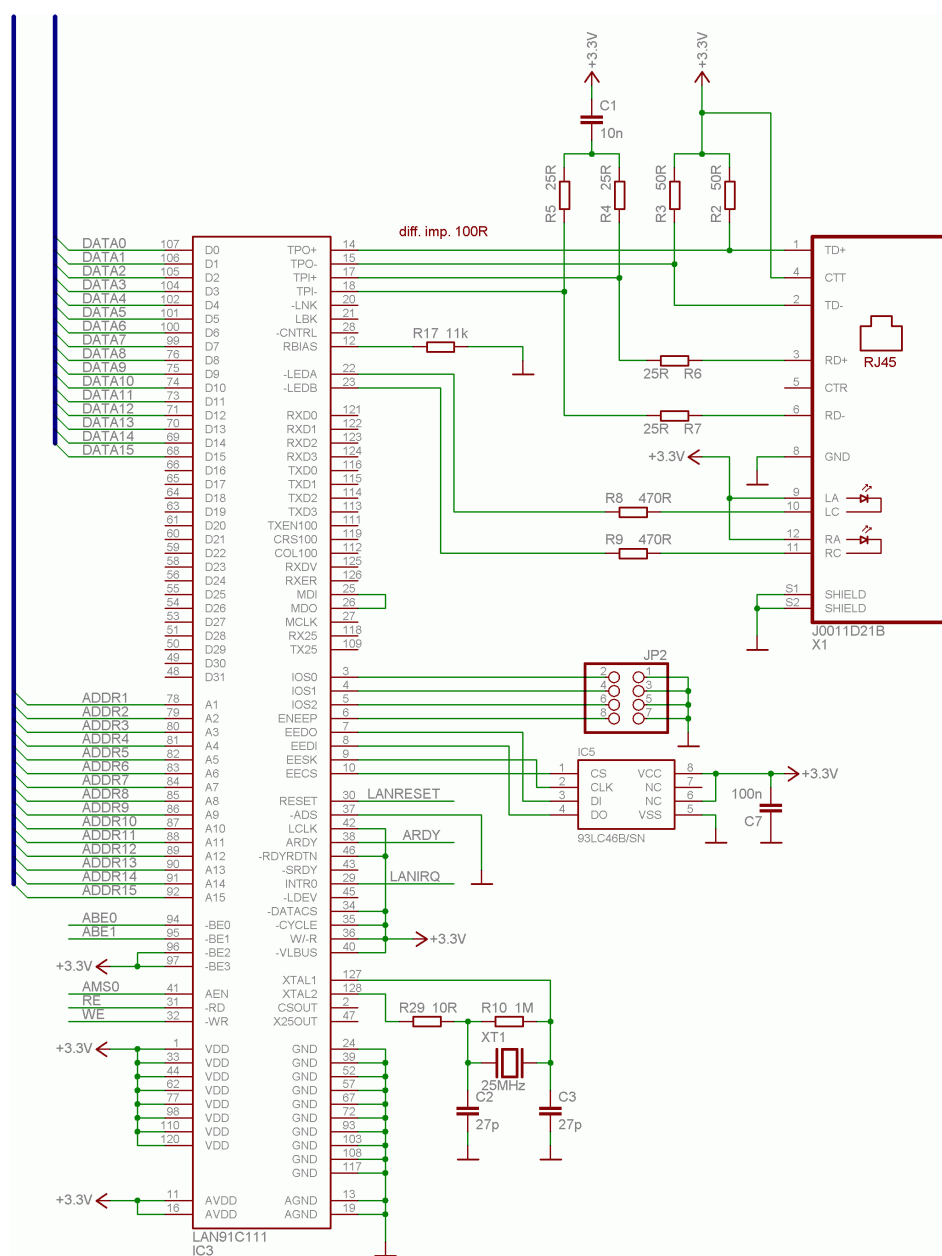 +3.3V +3.3V
C1
10n
R5 25R R4 25R R3 50R R2 50R
diff. imp. 100R
DATA0 107 D0 TPO+ 14 1 TD+
DATA1 106 D1 TPO- 15
DATA2 105 D2 TPI+ 17 4 CTT
DATA3 104 D3 TPI- 18
DATA4 102 D4 -LNK 20 2 TD-
DATA5 101 D5 LBK 21
DATA6 100 D6 -CNTRL 28
DATA7 99 D7 RBIAS 12 R17 11k
RJ45
DATA8 76 D8 3 RD+
25R R6
DATA9 75 D9 -LEDA 22
DATA10 74 D10 -LEDB 23 5 CTR
DATA11 73 D11
DATA12 71 D12 RXD0 121 6 RD-
25R R7
DATA13 70 D13 RXD1 122
DATA14 69 D14 RXD2 123
DATA15 68 D15 RXD3 124 +3.3V 8 GND
66 D16 TXD0 116
65 D17 TXD1 115
64 D18 TXD2 114 R8 470R 9 LA
63 D19 TXD3 113 10 LC
61 D20 TXEN100 111
60 D21 CRS100 119 R9 470R 12 RA
59 D22 COL100 112 11 RC
58 D23 RXDV 125
56 D24 RXER 126
55 D25 MDI 25 S1 SHIELD
54 D26 MDO 26 S2 SHIELD
53 D27 MCLK 27
51 D28 RX25 118 J0011D21B
50 D29 TX25 109 X1
49 D30
48 D31 IOS0 3 JP2 2 1
IOS1 4 4 3
ADDR1 78 A1 IOS2 5 6 5
ADDR2 79 A2 ENEEP 6 8 7
ADDR3 80 A3 EEDO 7
ADDR4 81 A4 EEDI 8
ADDR5 82 A5 EESK 9 IC5
ADDR6 83 A6 EECS 10 1 CS VCC 8 +3.3V
ADDR7 84 A7 2 CLK NC 7
ADDR8 85 A8 RESET 30 LANRESET 3 DI NC 6 100n
ADDR9 86 A9 -ADS 37 4 DO VSS 5 C7
ADDR10 87 A10 LCLK 42
ADDR11 88 A11 ARDY 38 ARDY 93LC46B/SN
ADDR12 89 A12 -RDYRDTN 46
ADDR13 90 A13 -SRDY 43
ADDR14 91 A14 INTR0 29 LANIRQ
ADDR15 92 A15 -LDEV 45
-DATACS 34
ABE0 94 -BE0 -CYCLE 35
ABE1 95 -BE1 W/-R 36 +3.3V
96 -BE2 -VLBUS 40
+3.3V 97 -BE3
XTAL1 127
AMS0 41 AEN XTAL2 128
RE 31 -RD CSOUT 2 R29 10R R10 1M
WE 32 -WR X25OUT 47
XT1
+3.3V 1 VDD GND 24
33 VDD GND 39
44 VDD GND 52 25MHz
62 VDD GND 57 C2 C3
77 VDD GND 67
98 VDD GND 72 27p 27p
110 VDD GND 93
120 VDD GND 103
GND 108
GND 117
+3.3V 11 AVDD AGND 13
16 AVDD AGND 19
LAN91C111
IC3